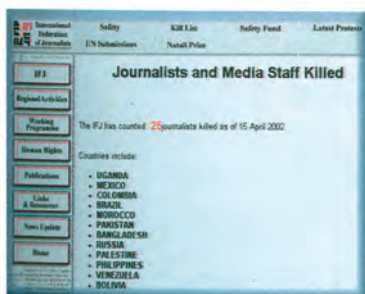 IFJ International
Federation
of Journalists
Safety
Kill List
Safety Fund
Latest Protests
UN Submissions
Natali Prize
IFJ
Regional Activities
Working
Programme
Human Rights
Publications
Links
& Resources
News Update
Home
Journalists and Media Staff Killed
The IFJ has counted 25journalists killed as of 15 April 2002
Countries include:
• UGANDA
• MEXICO
• COLOMBIA
• BRAZIL
• MOROCCO
• PAKISTAN
• BANGLADESH
• RUSSIA
• PALESTINE
• PHILIPPINES
• VENEZUELA
• BOLIVIA